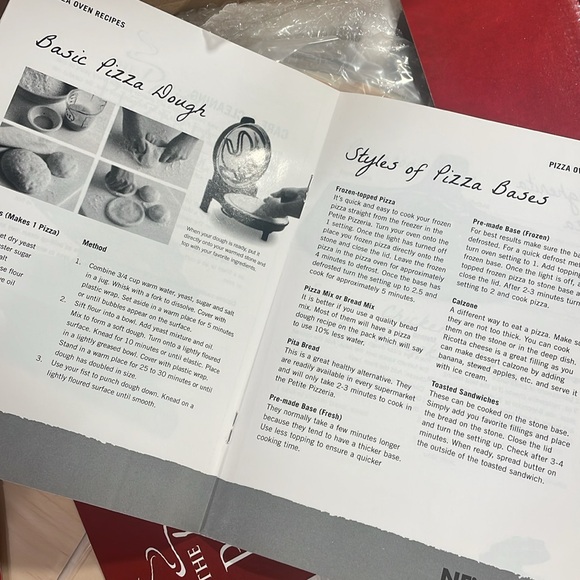 ZA OVEN RECIPES
Basic Pizza Dough
When your dough is ready, put it
directly onto your warmed stone and
top with your favorite ingredients!
s (Makes 1 Pizza)
et dry yeast
ster sugar
alt
se flour
ve oil
Method
1. Combine 3/4 cup warm water, yeast, sugar and salt
in a jug. Whisk with a fork to dissolve. Cover with
plastic wrap. Set aside in a warm place for 5 minutes
or until bubbles appear on the surface.
2. Sift flour into a bowl. Add yeast mixture and oil.
Mix to form a soft dough. Turn onto a lightly floured
surface. Knead for 10 minutes or until elastic. Place
in a lightly greased bowl. Cover with plastic wrap.
Stand in a warm place for 25 to 30 minutes or until
dough has doubled in size.
3. Use your fist to punch dough down. Knead on a
lightly floured surface until smooth.
PIZZA OV
Styles of Pizza Bases
Frozen-topped Pizza
It's quick and easy to cook your frozen
pizza straight from the freezer in the
Petite Pizzeria. Turn your oven onto the
1 setting. Once the light has turned off
place you frozen pizza directly onto the
stone and close the lid. Leave the frozen
pizza in the pizza oven for approximately
4 minutes to defrost. Once the base has
defrosted turn the setting up to 2.5 and
cook for approximately 5 minutes.
Pizza Mix or Bread Mix
It is better if you use a quality bread
mix. Most of them will have a pizza
dough recipe on the pack which will say
to use 10% less water.
Pita Bread
This is a great healthy alternative. They
are readily available in every supermarket
and will only take 2-3 minutes to cook in
the Petite Pizzeria.
Pre-made Base (Fresh)
They normally take a few minutes longer
because they tend to have a thicker base.
Use less topping to ensure a quicker
cooking time.
Pre-made Base (Frozen)
For best results make sure the ba
defrosted. For a quick defrost me
turn oven setting to 1. Add topping
frozen base. Once the light is off, a
topped frozen pizza to stone base a
close the lid. After 2-3 minutes turn
setting to 2 and cook pizza.
Calzone
A different way to eat a pizza. Make s
they are not too thick. You can cook
them on the stone or in the deep dish.
Ricotta cheese is a great filling as you
can make dessert calzone by adding
banana, stewed apples, etc. and serve it
with ice cream.
Toasted Sandwiches
These can be cooked on the stone base.
Simply add you favorite fillings and place
the bread on the stone. Close the lid
and turn the setting up. Check after 3-4
minutes. When ready, spread butter on
the outside of the toasted sandwich.
THE